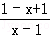 1 − x+1
x − 1